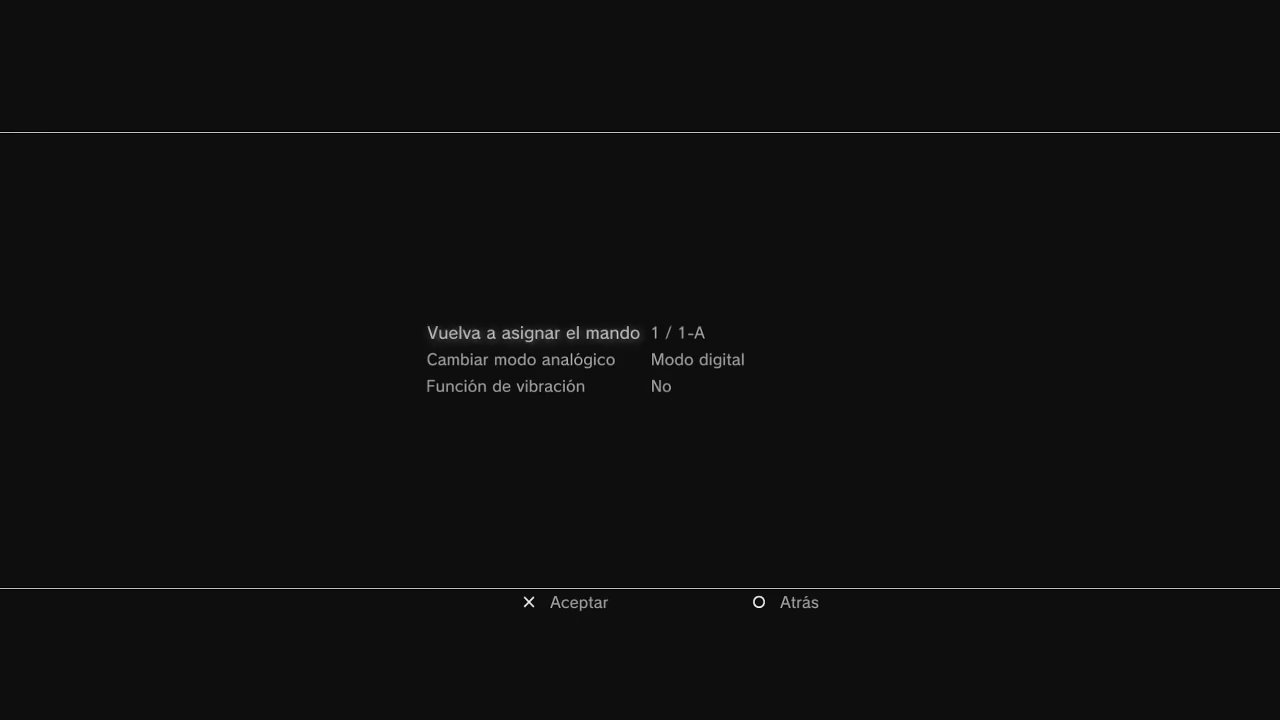 Vuelva a asignar el mando 1 / 1-A
Cambiar modo analógico Modo digital
Función de vibración No
Aceptar Atrás